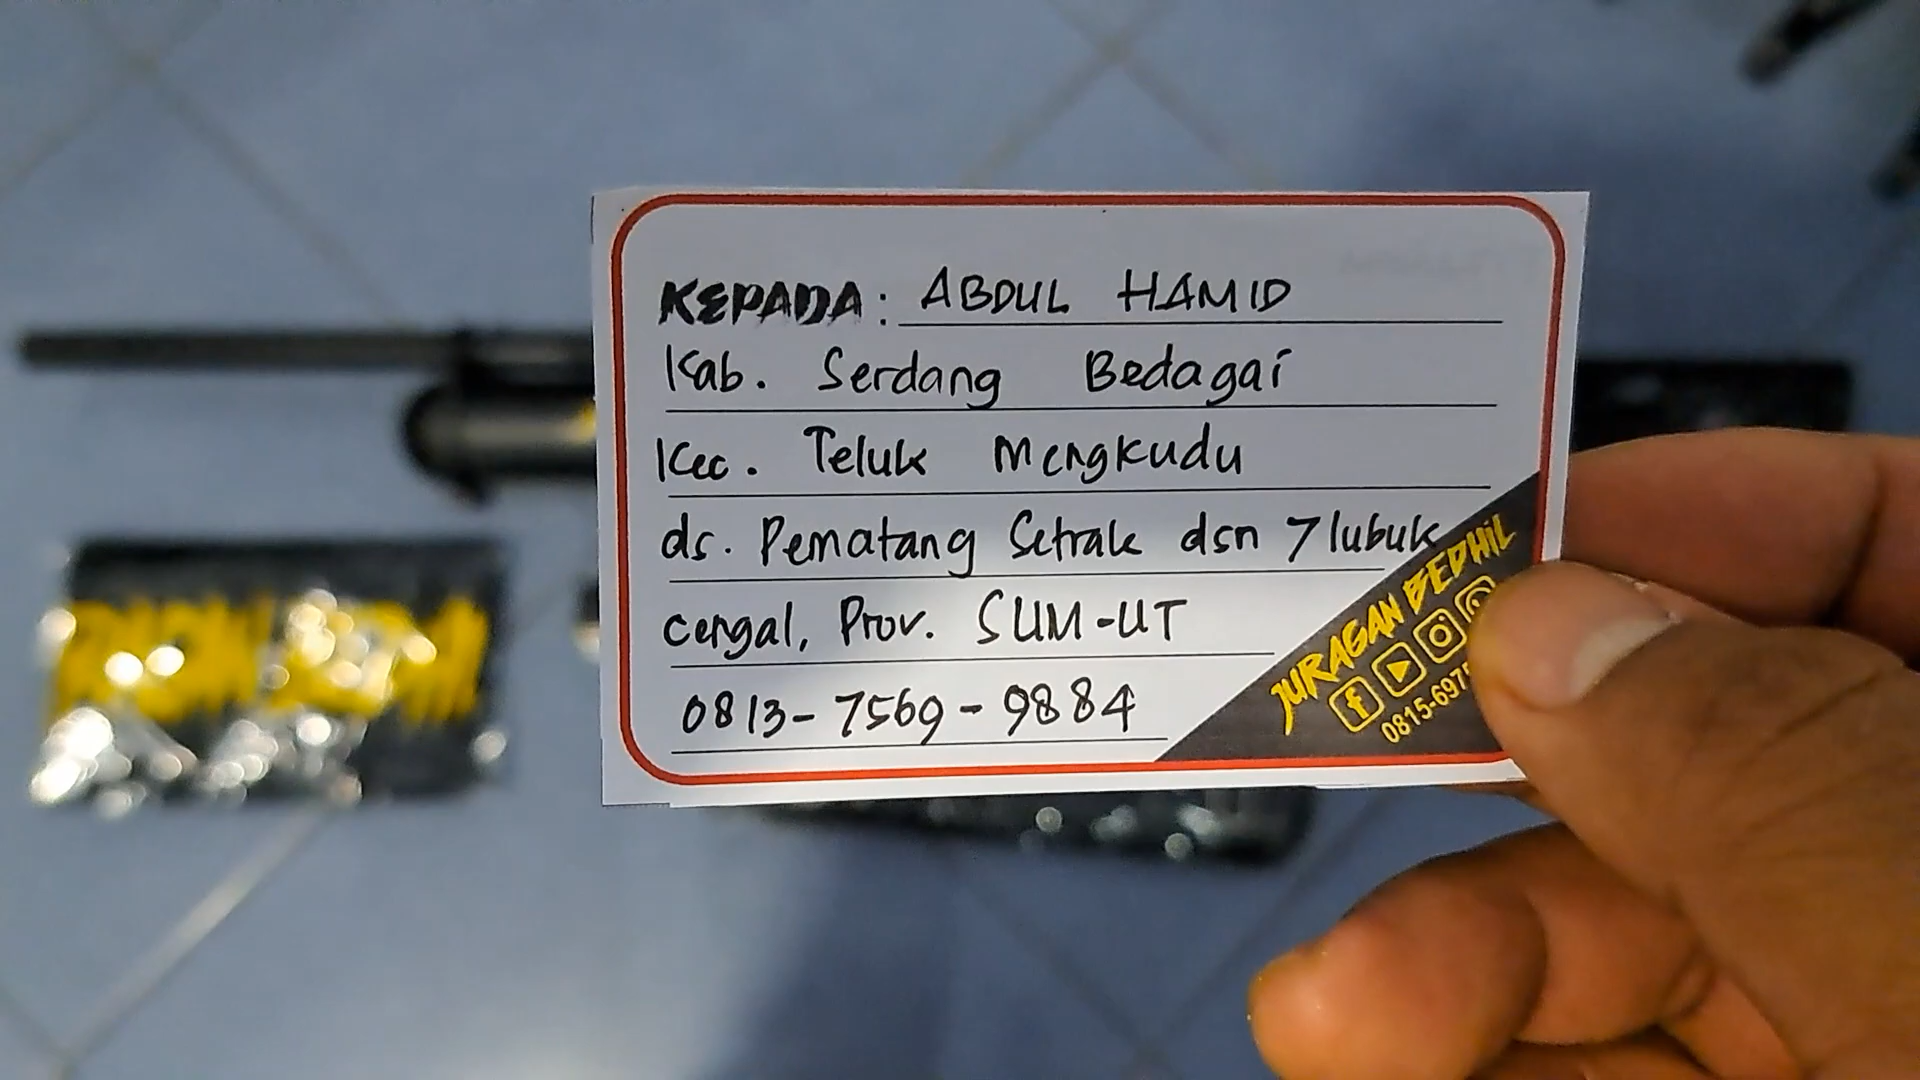 KEPADA: ABDUL HAMID
Kab. Serdang Bedagai
Kec. Teluk Mengkudu
ds. Pematang Setrak dsn 7 lubuk
cengal, Prov. SUM-UT
0813-7569-9884
JURAGAN BEDHIL